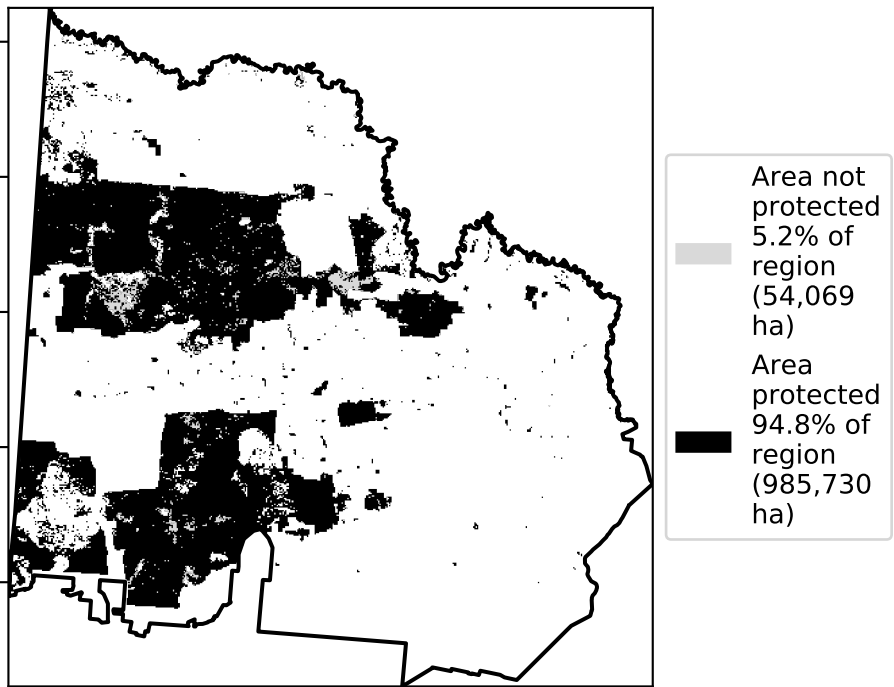 Area not
protected
5.2% of
region
(54,069
ha)
Area
protected
94.8% of
region
(985,730
ha)